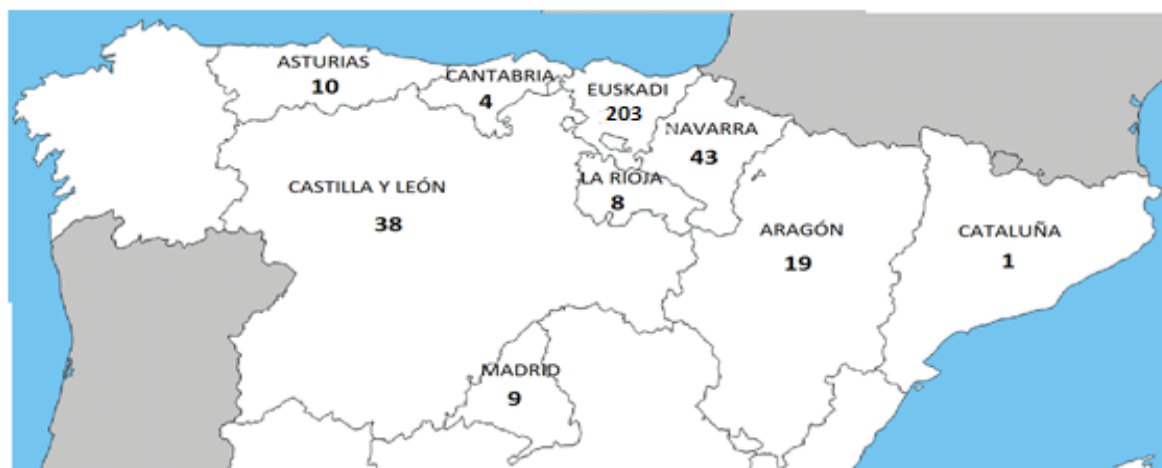 ASTURIAS
10
CANTABRIA
4
EUSKADI
203
NAVARRA
43
LA RIOJA
8
CASTILLA Y LEÓN
38
ARAGÓN
19
CATALUÑA
1
MADRID
9